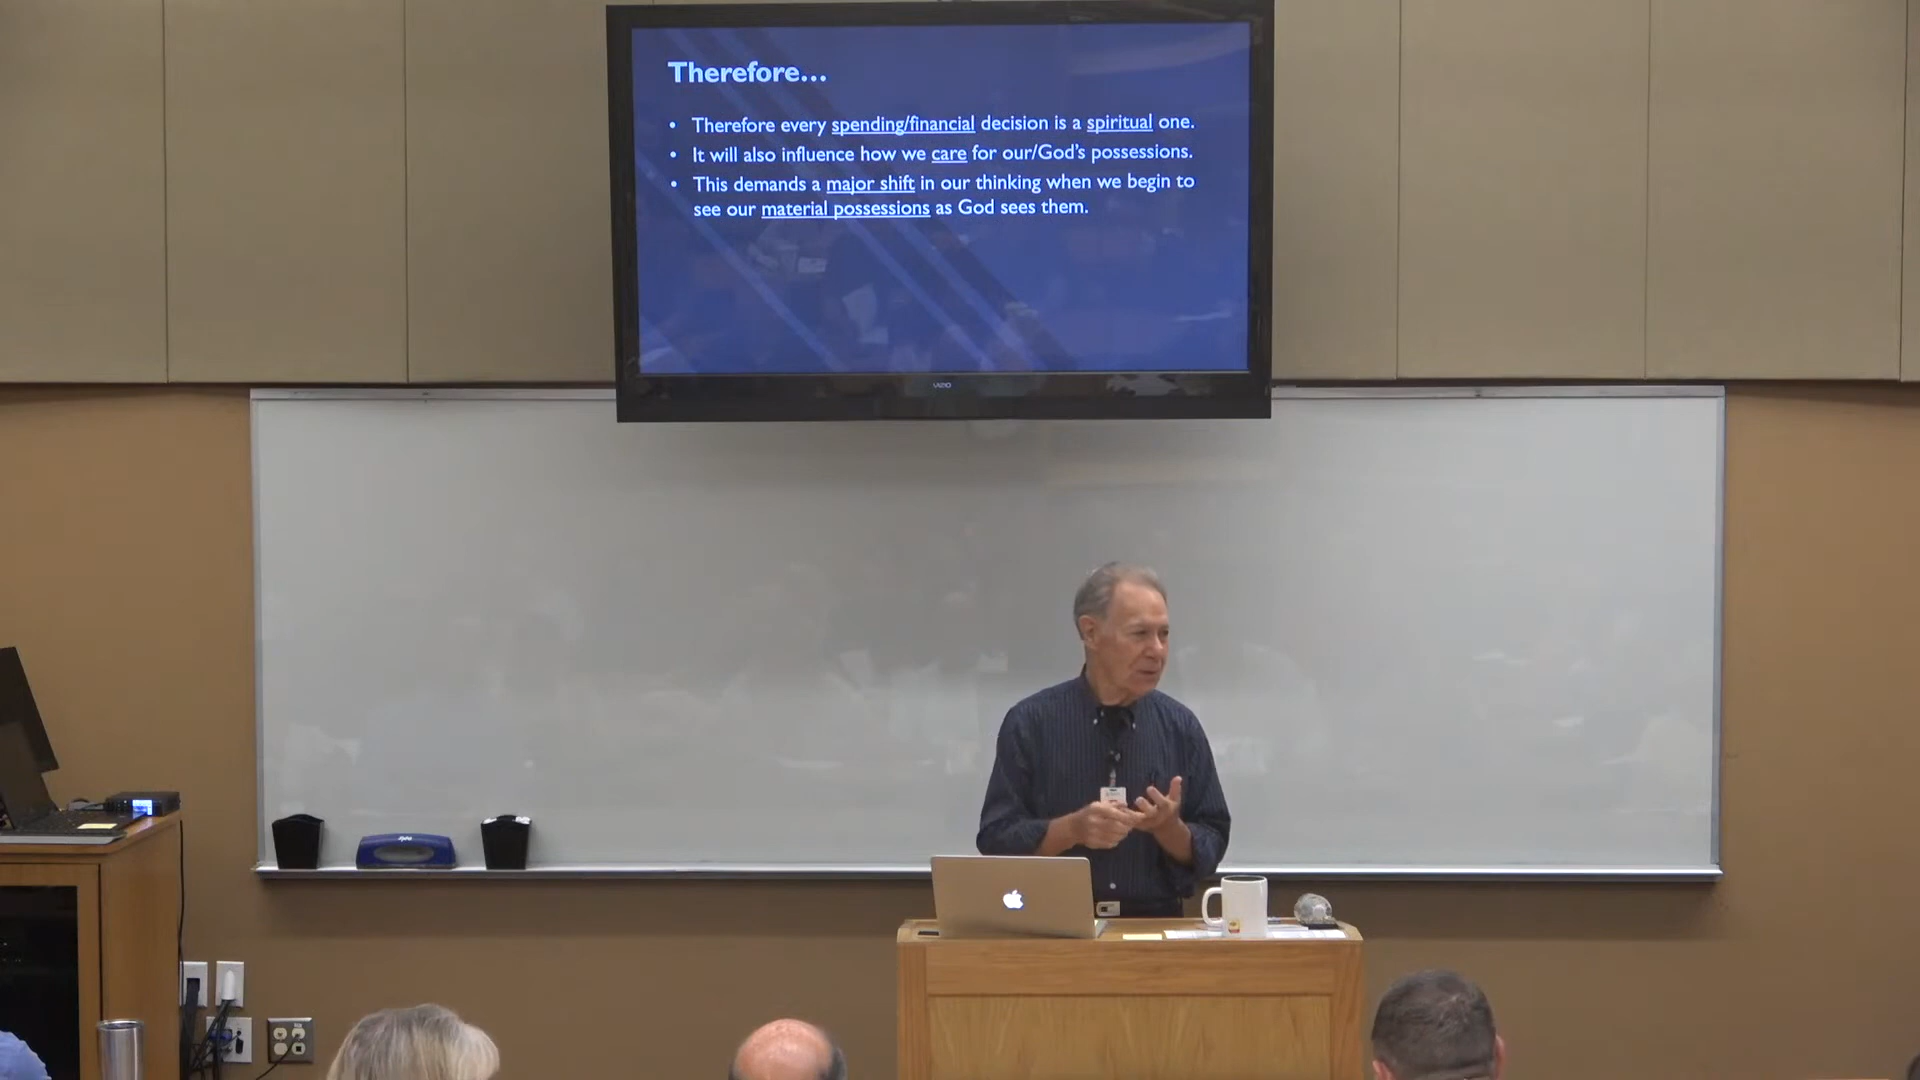 Therefore...
• Therefore every spending/financial decision is a spiritual one.
• It will also influence how we care for our/God's possessions.
• This demands a major shift in our thinking when we begin to
see our material possessions as God sees them.
VIZIO